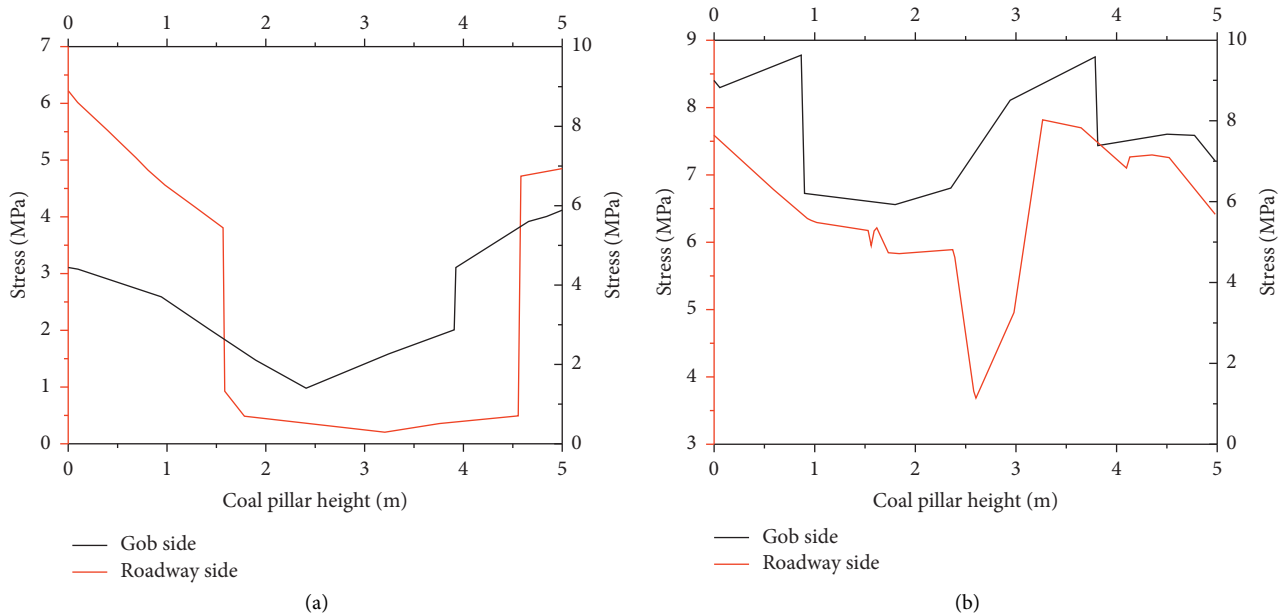 0 1 2 3 4 5
7
6
5
4
3
2
1
0
Stress (MPa)
10
8
6
4
2
0
Stress (MPa)
0 1 2 3 4 5
Coal pillar height (m)
Gob side
Roadway side
(a)
0 1 2 3 4 5
9
8
7
6
5
4
3
Stress (MPa)
10
8
6
4
2
0
Stress (MPa)
0 1 2 3 4 5
Coal pillar height (m)
Gob side
Roadway side
(b)